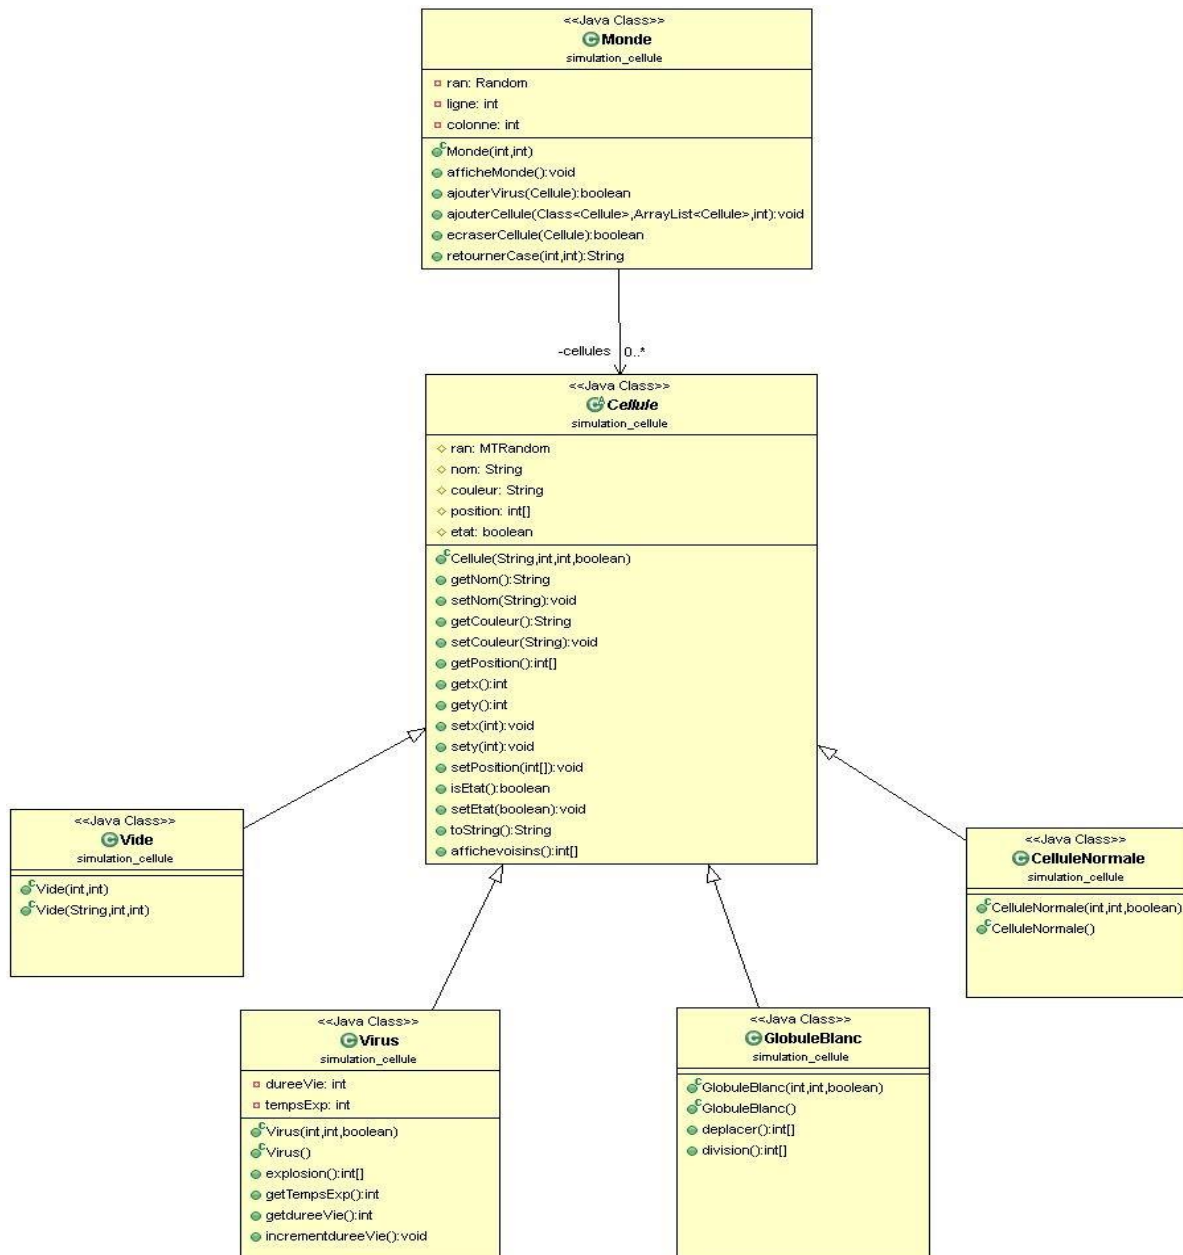 <<Java Class>>
Monde
simulation_cellule
ran: Random
ligne: int
colonne: int
Monde(int,int)
afficheMonde():void
ajouterVirus(Cellule):boolean
ajouterCellule(Class<Cellule>,ArrayList<Cellule>,int):void
ecraserCellule(Cellule):boolean
retournerCase(int,int):String
-cellules 0..*
<<Java Class>>
Cellule
simulation_cellule
ran: MTRandom
nom: String
couleur: String
position: int[]
etat: boolean
Cellule(String,int,int,boolean)
getNom():String
setNom(String):void
getCouleur():String
setCouleur(String):void
getPosition():int[]
getx():int
gety():int
setx(int):void
sety(int):void
setPosition(int[]):void
isEtat():boolean
setEtat(boolean):void
toString():String
affichevoisins():int[]
<<Java Class>>
Vide
simulation_cellule
Vide(int,int)
Vide(String,int,int)
<<Java Class>>
CelluleNormale
simulation_cellule
CelluleNormale(int,int,boolean)
CelluleNormale()
<<Java Class>>
Virus
simulation_cellule
dureeVie: int
tempsExp: int
Virus(int,int,boolean)
Virus()
explosion():int[]
getTempsExp():int
getdureeVie():int
incrementdureeVie():void
<<Java Class>>
GlobuleBlanc
simulation_cellule
GlobuleBlanc(int,int,boolean)
GlobuleBlanc()
deplacer():int[]
division():int[]